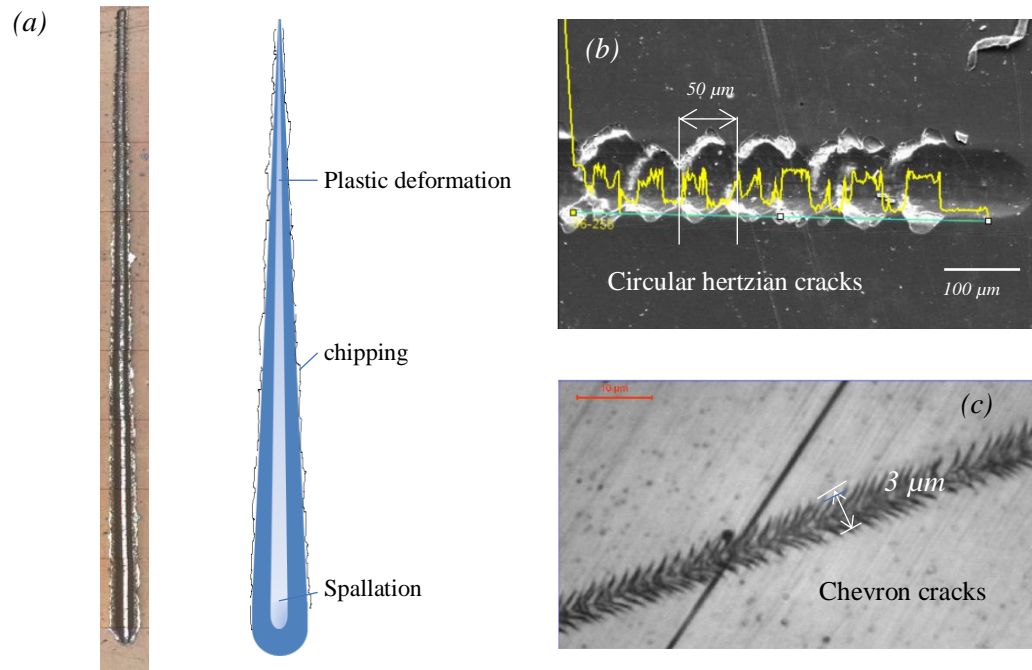 (a)
Plastic deformation
chipping
Spallation
(b)
50 μm
Circular hertzian cracks
100 μm
10 μm
(c)
3 μm
Chevron cracks